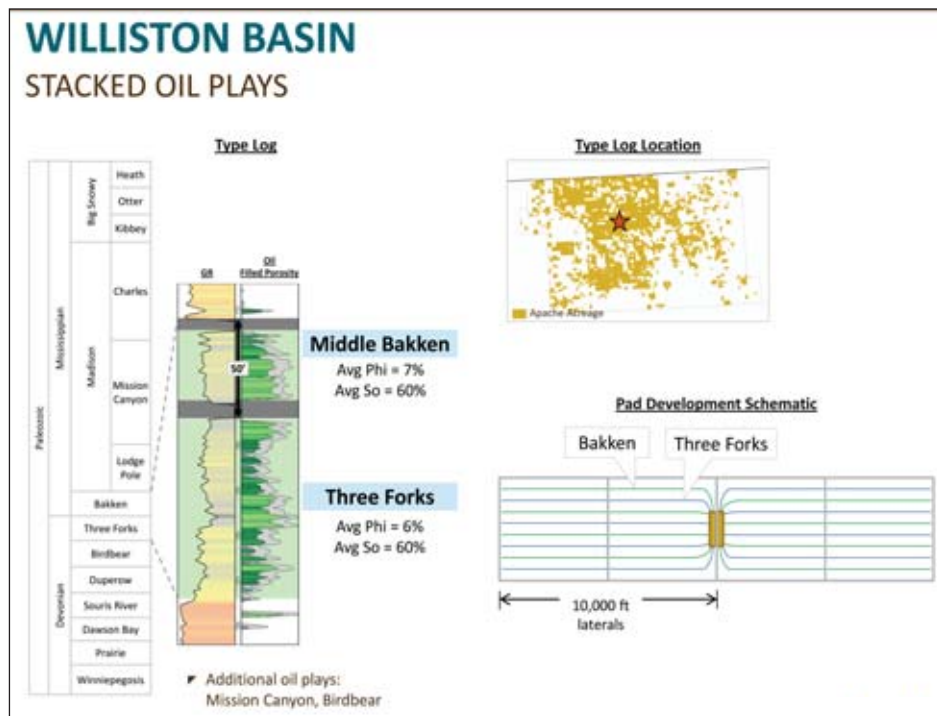 WILLISTON BASIN
STACKED OIL PLAYS
Type Log
Paleozoic
Mississippian
Devonian
Big Snowy
Madison
Heath
Otter
Kibbey
Charles
Mission
Canyon
Lodge
Pole
Bakken
Three Forks
Birdbear
Duperow
Souris River
Dawson Bay
Prairie
Winniepegosis
GR
Oil
Filled Porosity
50'
Middle Bakken
Avg Phi = 7%
Avg So = 60%
Three Forks
Avg Phi = 6%
Avg So = 60%
Additional oil plays:
Mission Canyon, Birdbear
Type Log Location
Apache Acreage
Pad Development Schematic
Bakken
Three Forks
10,000 ft
laterals